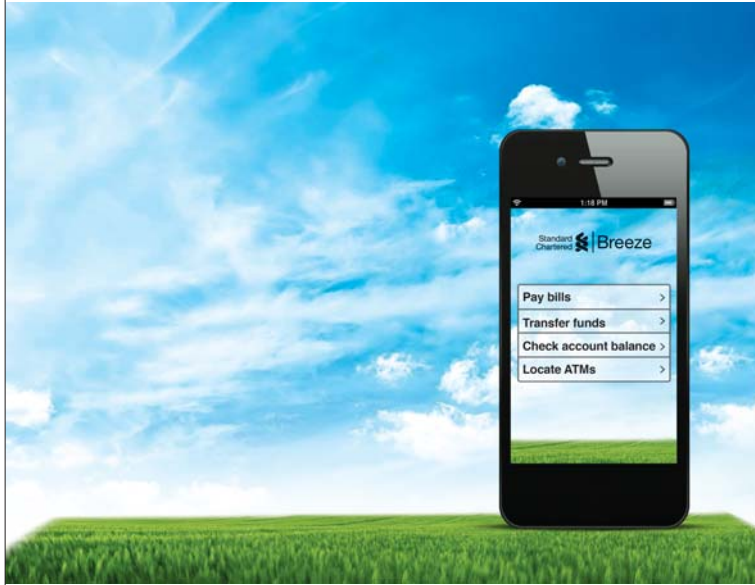 1:18 PM
Standard
Chartered
Breeze
Pay bills
Transfer funds
Check account balance
Locate ATMs